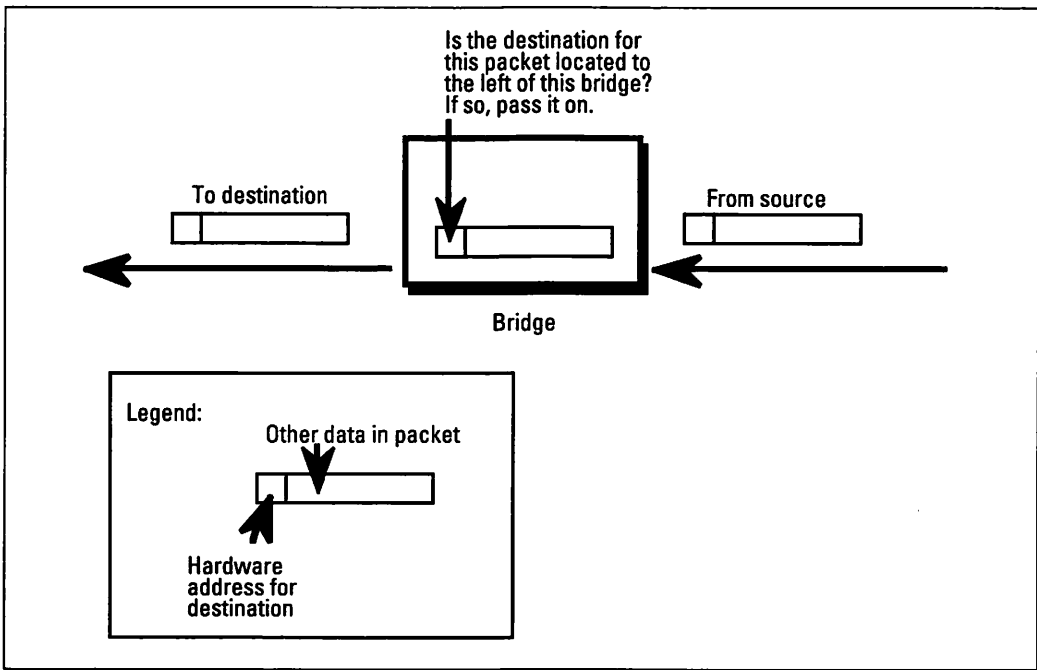 Is the destination for
this packet located to
the left of this bridge?
If so, pass it on.
To destination
From source
Bridge
Legend:
Other data in packet
Hardware
address for
destination